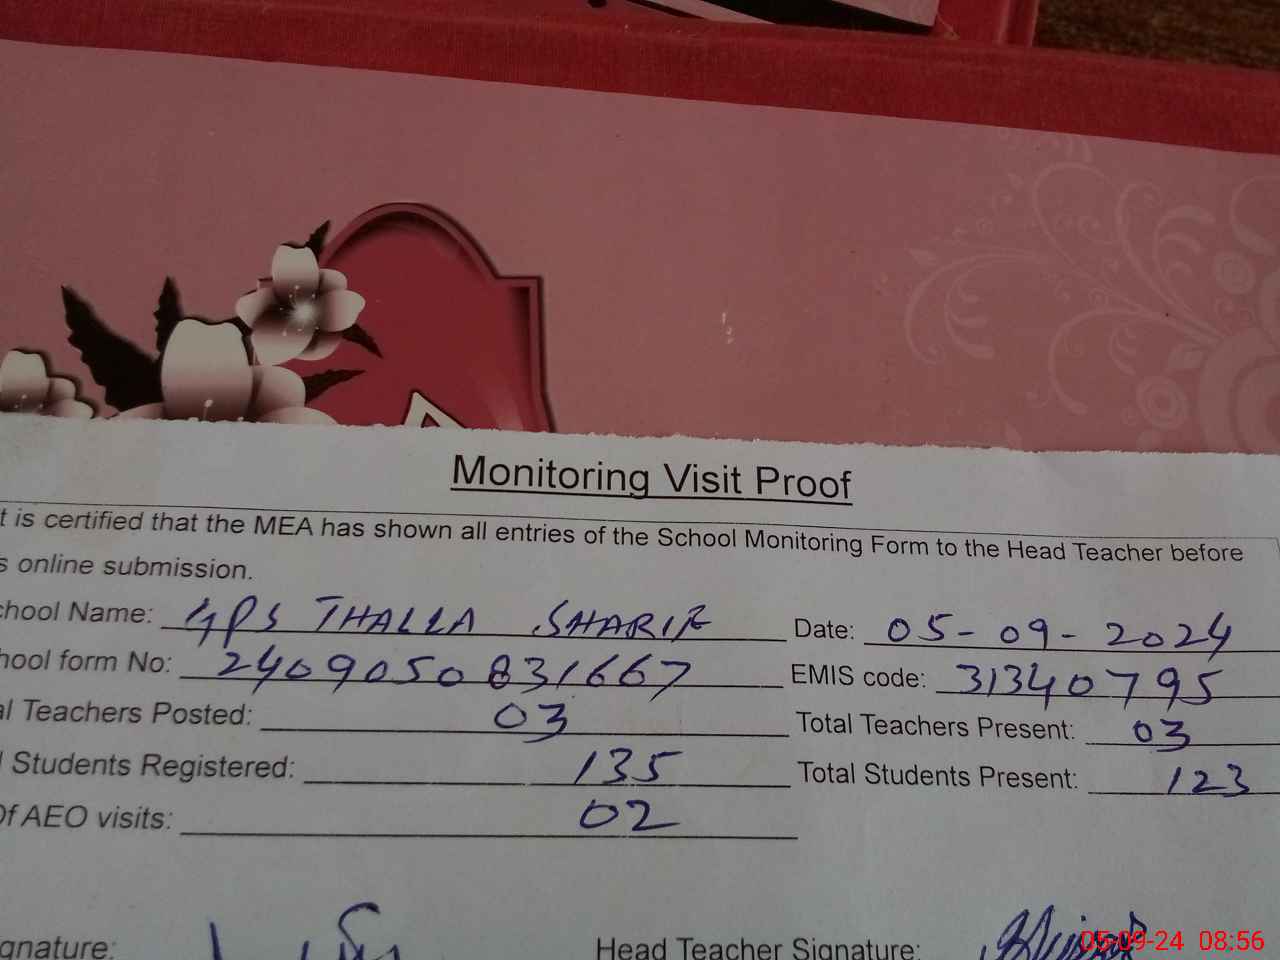 Monitoring Visit Proof
t is certified that the MEA has shown all entries of the School Monitoring Form to the Head Teacher before
s online submission.
chool Name: GPS THALLA SHARIF Date: 05-09-2024
hool form No: 2409050831667 EMIS code: 31340795
al Teachers Posted: 03 Total Teachers Present: 03
l Students Registered: 135 Total Students Present: 123
Of AEO visits: 02
gnature: Head Teacher Signature:
05-09-24 08:56